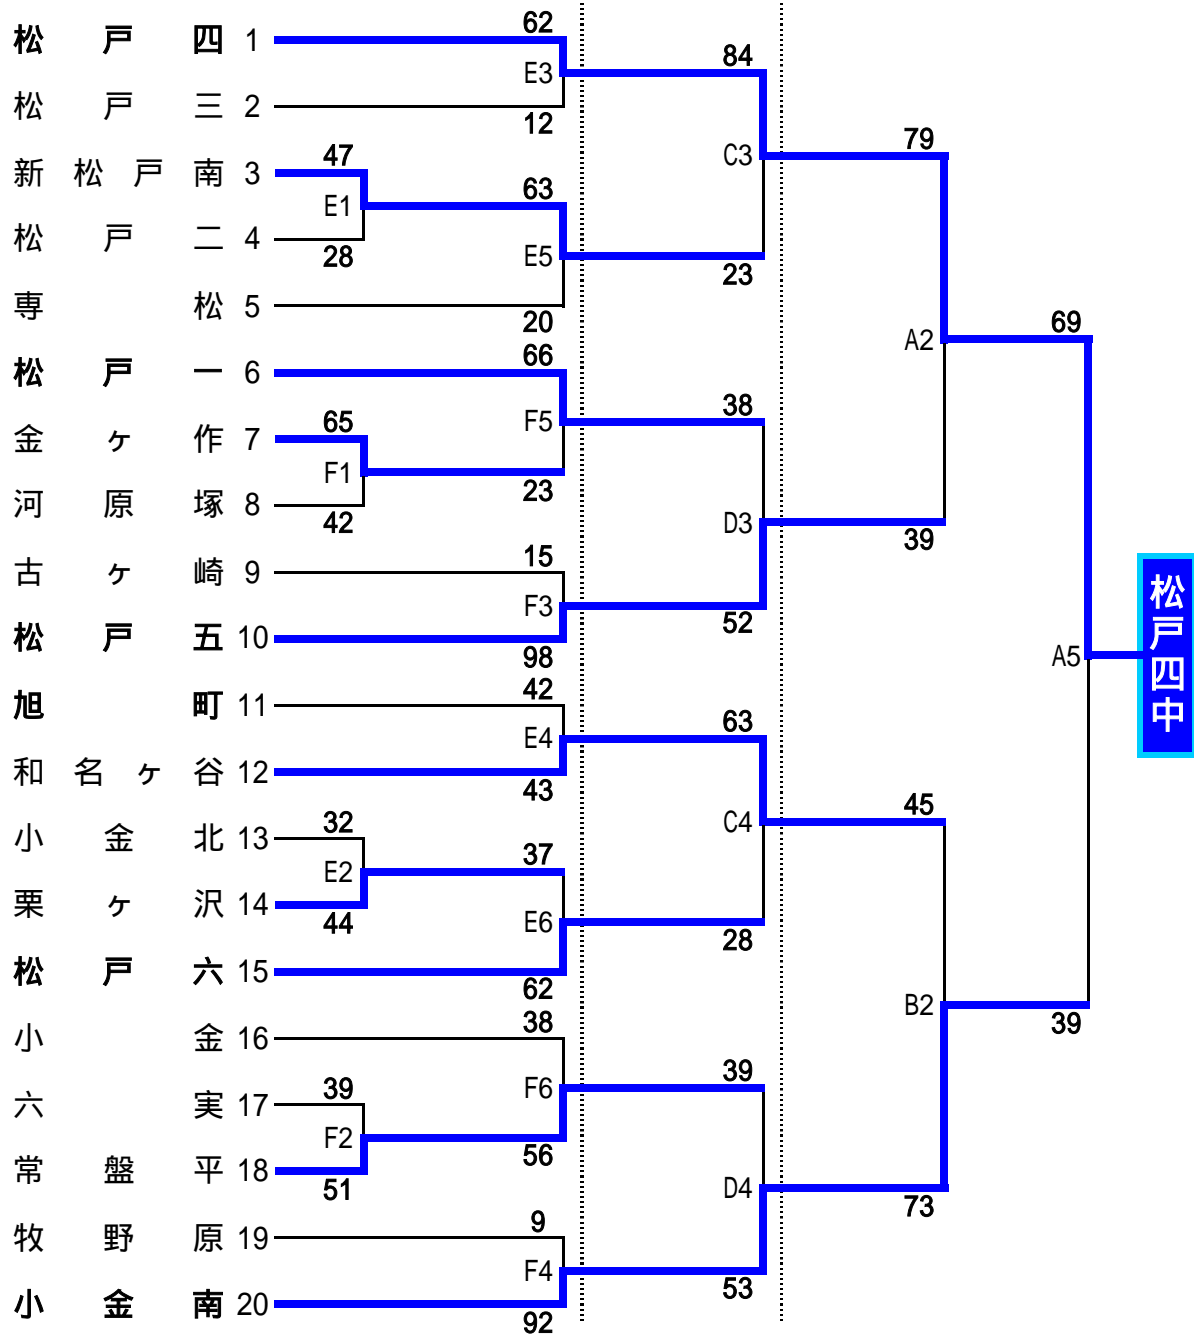 62
松戸四 1
84
E3
松戸三 2
12
79
47
C3
新松戸南 3
63
E1
松戸二 4
28
E5
23
専松 5
20
69
66
A2
松戸一 6
38
65
F5
金ヶ作 7
F1
23
河原塚 8
42
D3
39
15
古ヶ崎 9
F3
52
松戸五 10
98
A5
松戸四中
42
旭町 11
63
E4
和名ヶ谷 12
43
45
32
C4
小金北 13
37
E2
栗ヶ沢 14
44
E6
28
松戸六 15
62
B2
38
39
小金 16
39
F6
六実 17
F2
56
常盤平 18
51
D4
73
9
牧野原 19
F4
53
小金南 20
92